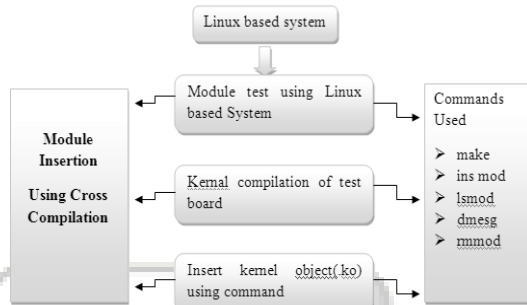 Linux based system
Module test using Linux
based System
Module
Insertion
Using Cross
Compilation
Kernal compilation of test
board
Insert kernel object(.ko)
using command
Commands
Used
➤ make
➤ ins mod
➤ lsmod
➤ dmesg
➤ rmmod